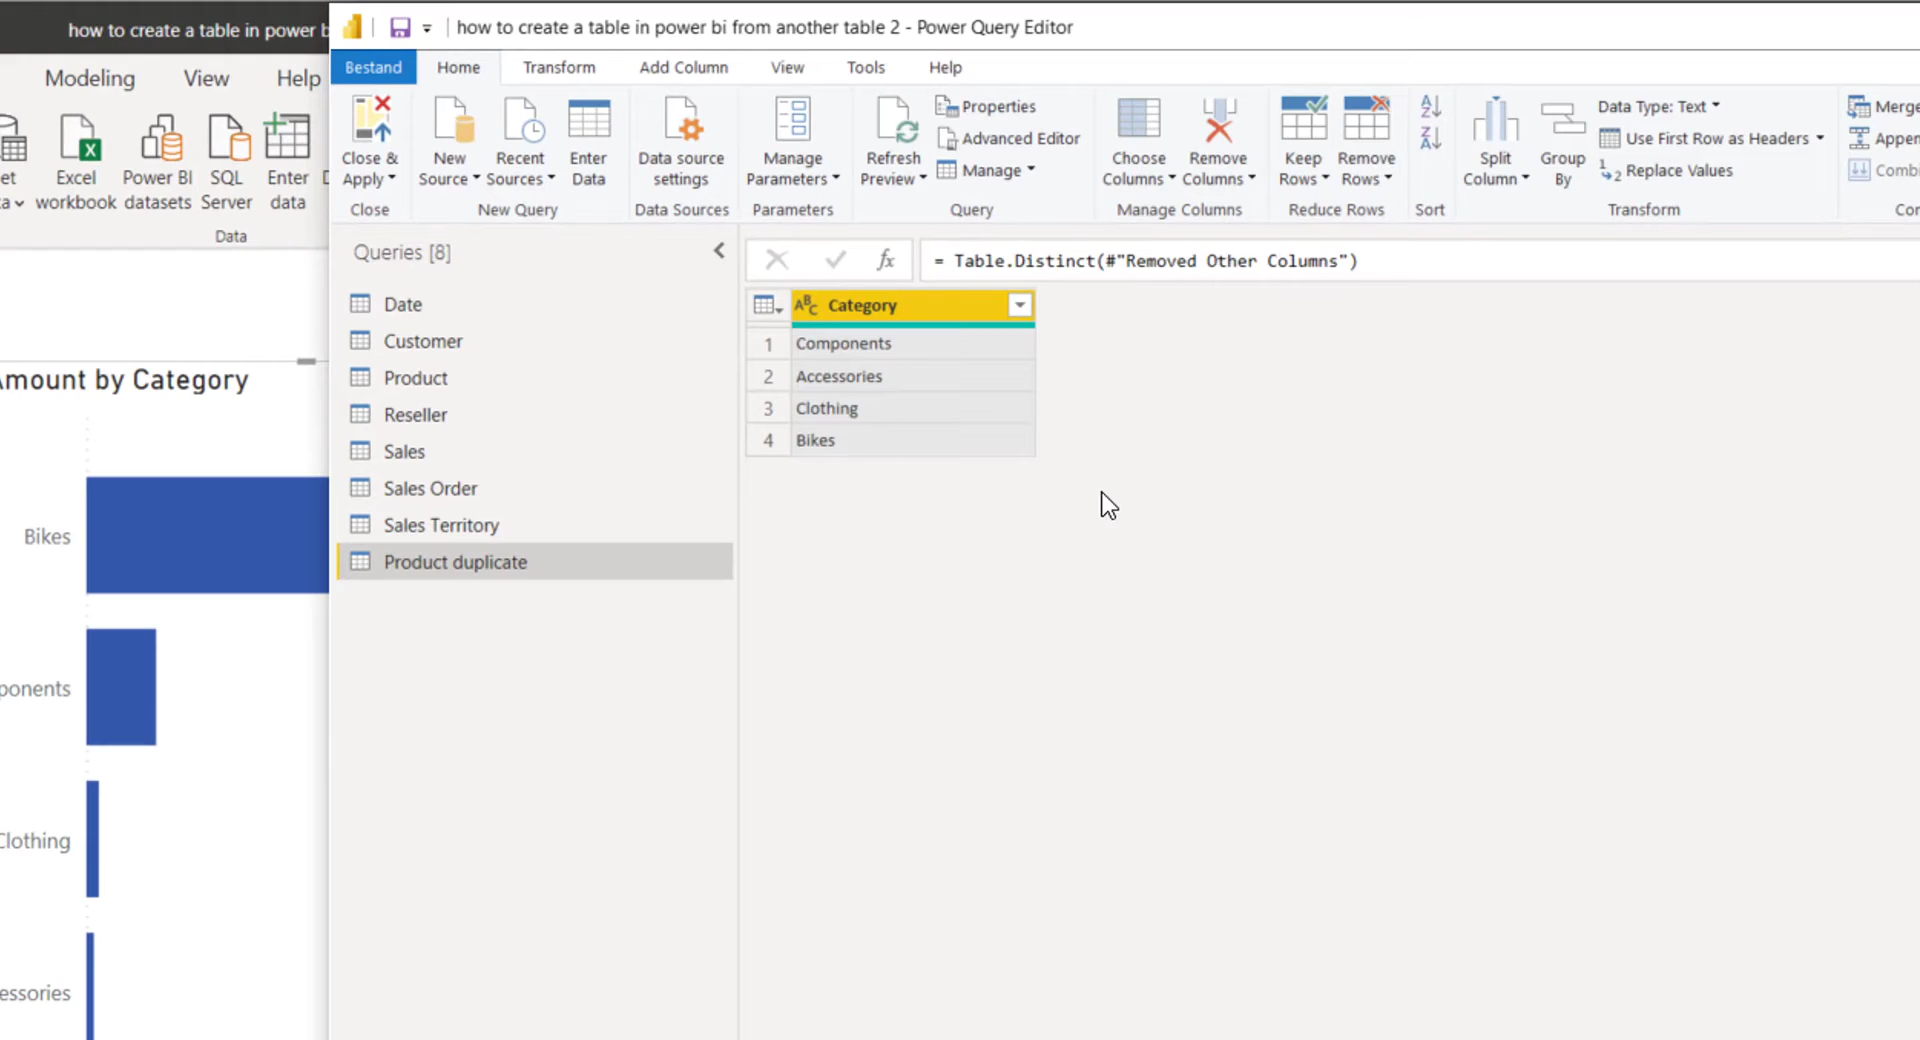 how to create a table in power b
Modeling
View
Help
Excel
workbook
Power BI
datasets
SQL
Server
Enter
data
Data
Amount by Category
Bikes
ponents
Clothing
essories
how to create a table in power bi from another table 2 - Power Query Editor
Bestand
Home
Transform
Add Column
View
Tools
Help
Close &
Apply
Close
New
Source
Recent
Sources
Enter
Data
New Query
Data source
settings
Data Sources
Manage
Parameters
Parameters
Refresh
Preview
Properties
Advanced Editor
Manage
Query
Choose
Columns
Remove
Columns
Manage Columns
Keep
Rows
Remove
Rows
Reduce Rows
Sort
Split
Column
Group
By
Data Type: Text
Use First Row as Headers
Replace Values
Transform
Merge
Appen
Combi
Cor
Queries [8]
Date
Customer
Product
Reseller
Sales
Sales Order
Sales Territory
Product duplicate
fx
= Table.Distinct(#"Removed Other Columns")
ABC Category
1 Components
2 Accessories
3 Clothing
4 Bikes